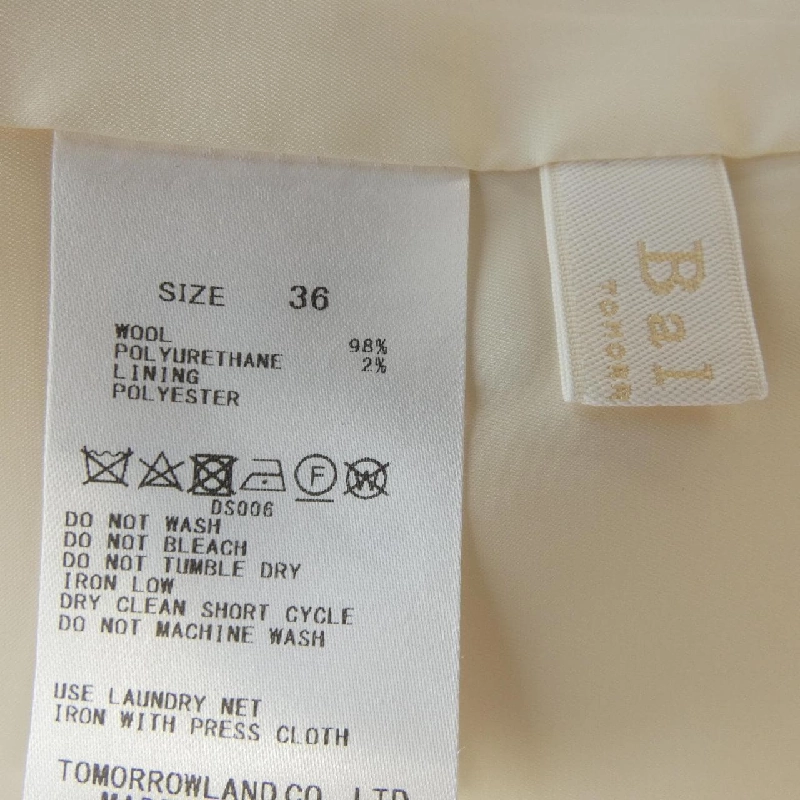 SIZE 36
WOOL 98%
POLYURETHANE 2%
LINING
POLYESTER
F W
DS006
DO NOT WASH
DO NOT BLEACH
DO NOT TUMBLE DRY
IRON LOW
DRY CLEAN SHORT CYCLE
DO NOT MACHINE WASH
USE LAUNDRY NET
IRON WITH PRESS CLOTH
TOMORROWLAND CO., LTD
Bal
TOMORR